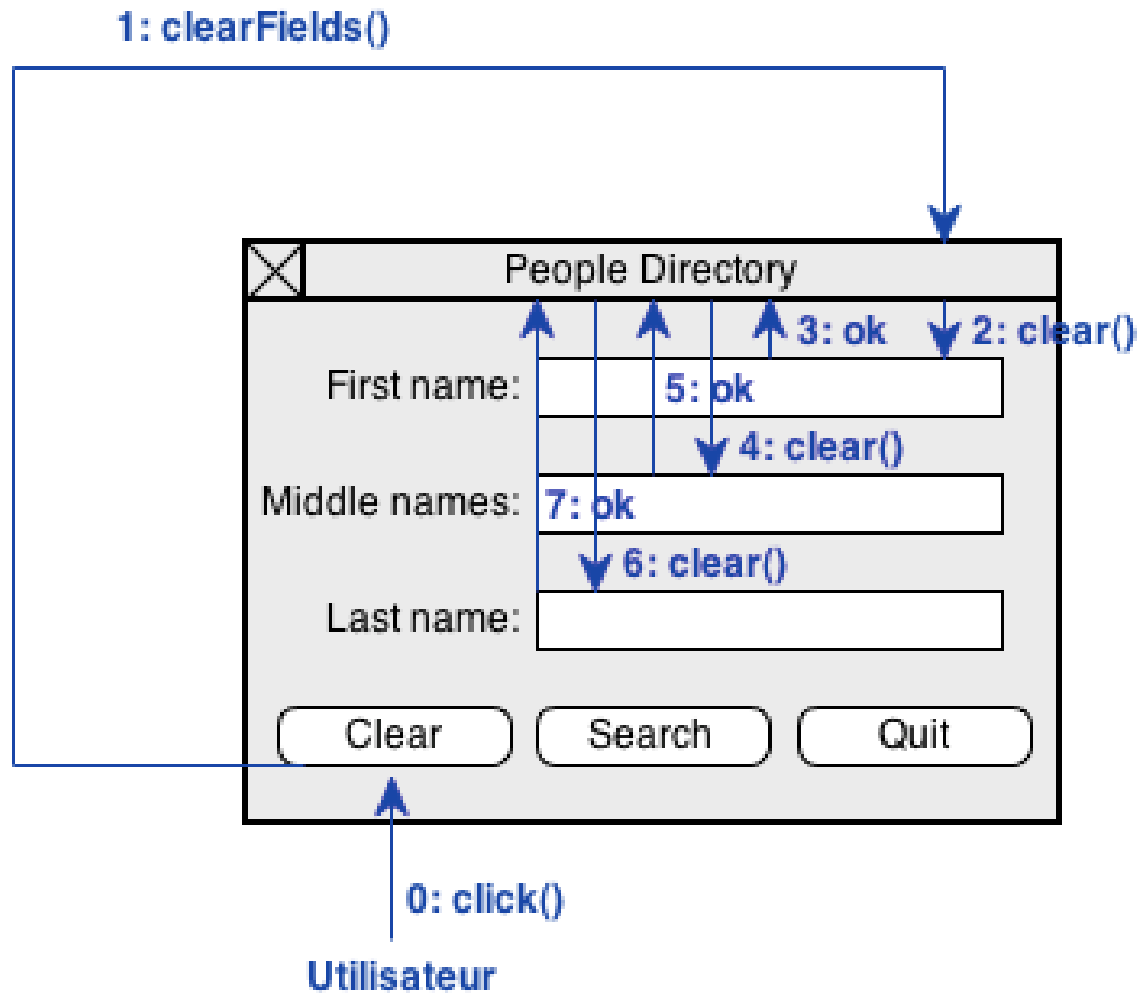 1: clearFields()
People Directory
3: ok
2: clear()
First name:
5: ok
4: clear()
Middle names:
7: ok
6: clear()
Last name:
Clear
Search
Quit
0: click()
Utilisateur